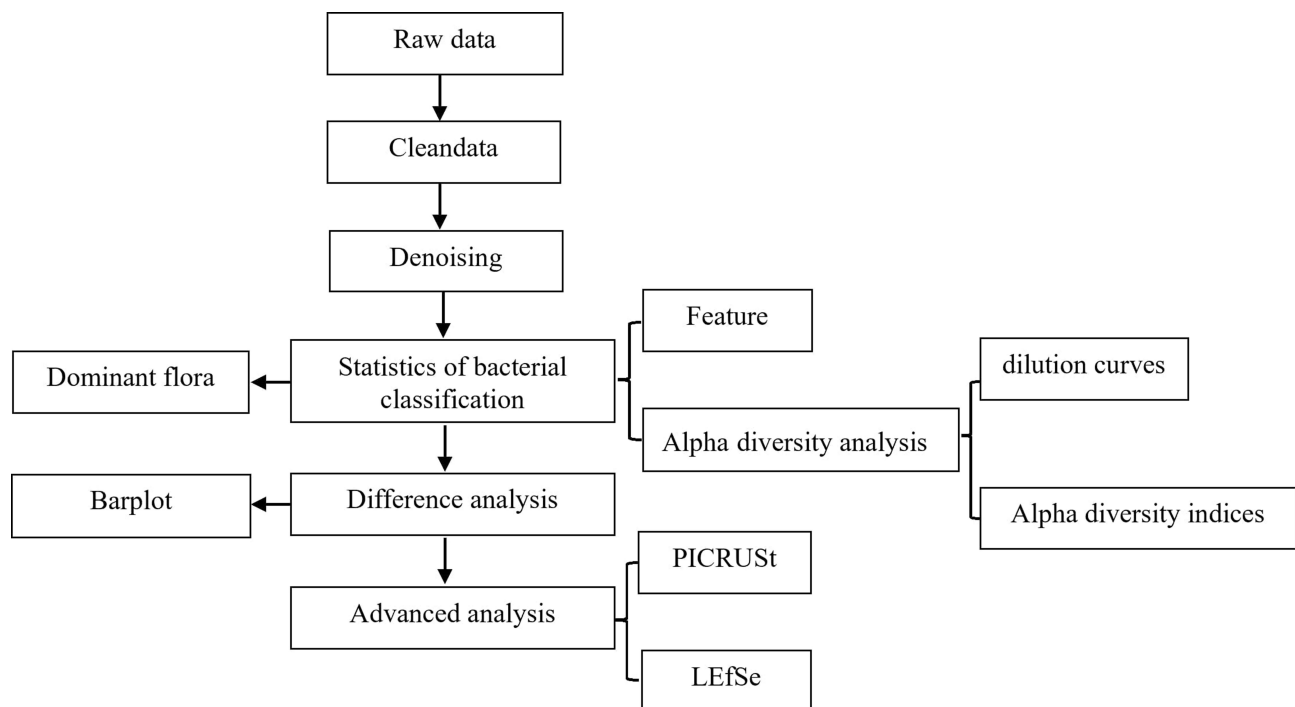 Raw data
Cleandata
Denoising
Feature
Statistics of bacterial
classification
Dominant flora
dilution curves
Alpha diversity analysis
Difference analysis
Barplot
Alpha diversity indices
PICRUSt
Advanced analysis
LEfSe